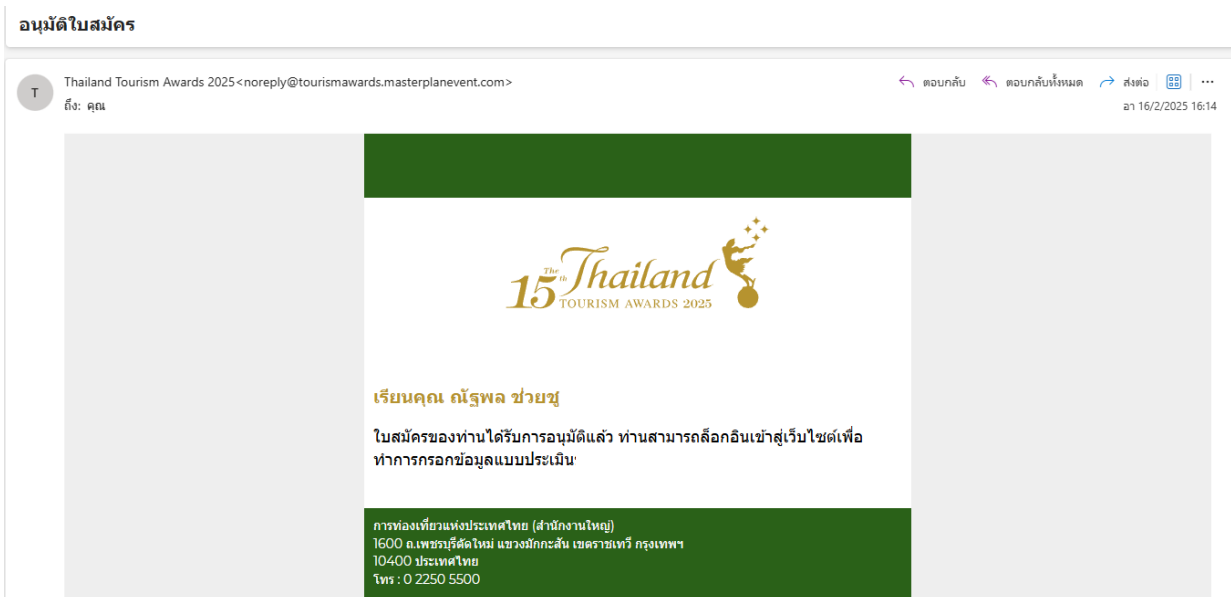 อนุมัติใบสมัคร
T
Thailand Tourism Awards 2025<noreply@tourismawards.masterplanevent.com>
ตอบกลับ ตอบกลับทั้งหมด ส่งต่อ
ถึง: คุณ
อา 16/2/2025 16:14
The 15th Thailand
TOURISM AWARDS 2025
เรียนคุณ ณัฐพล ช่วยชู
ใบสมัครของท่านได้รับการอนุมัติแล้ว ท่านสามารถล็อกอินเข้าสู่เว็บไซต์เพื่อ
ทำการกรอกข้อมูลแบบประเมิน
การท่องเที่ยวแห่งประเทศไทย (สำนักงานใหญ่)
1600 ถ.เพชรบุรีตัดใหม่ แขวงมักกะสัน เขตราชเทวี กรุงเทพฯ
10400 ประเทศไทย
โทร : 0 2250 5500